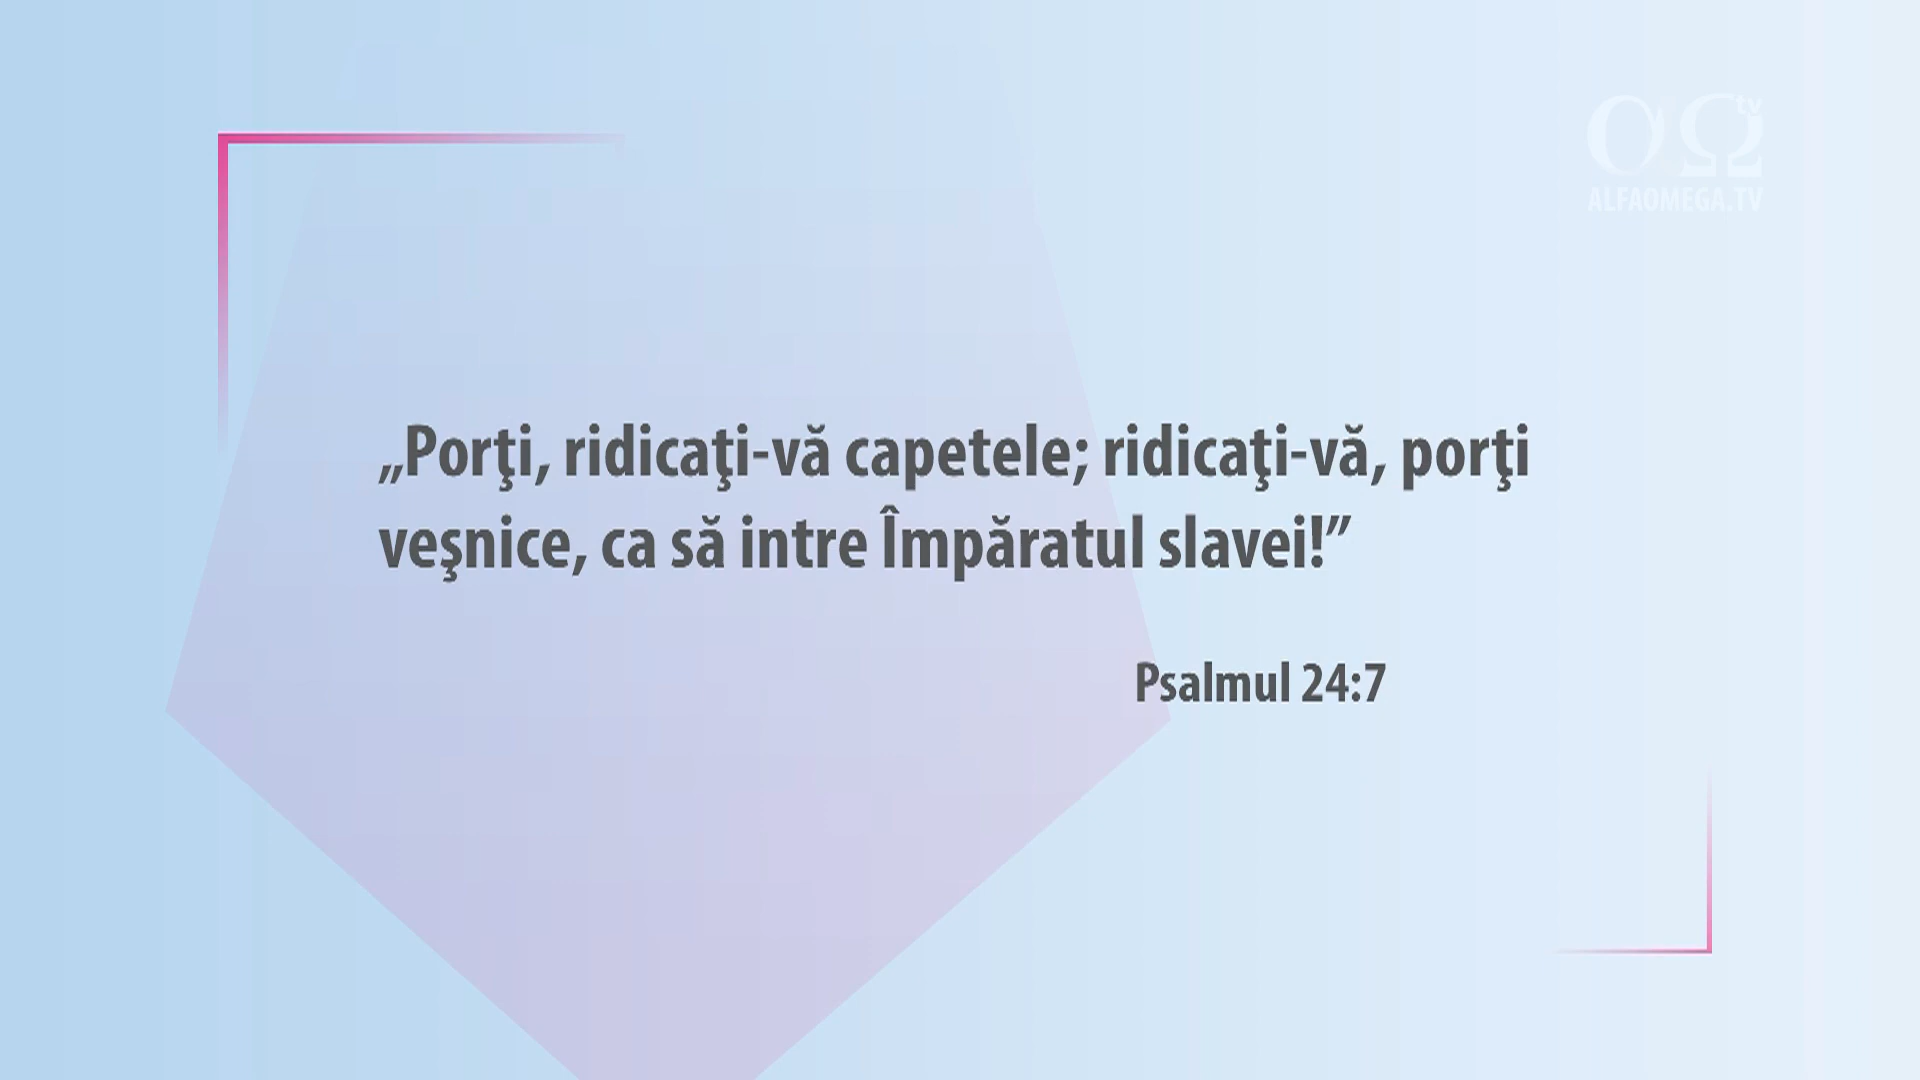 tv
ALFAOMEGA.TV
„Porţi, ridicaţi-vă capetele; ridicaţi-vă, porţi
veşnice, ca să intre Împăratul slavei!”
Psalmul 24:7